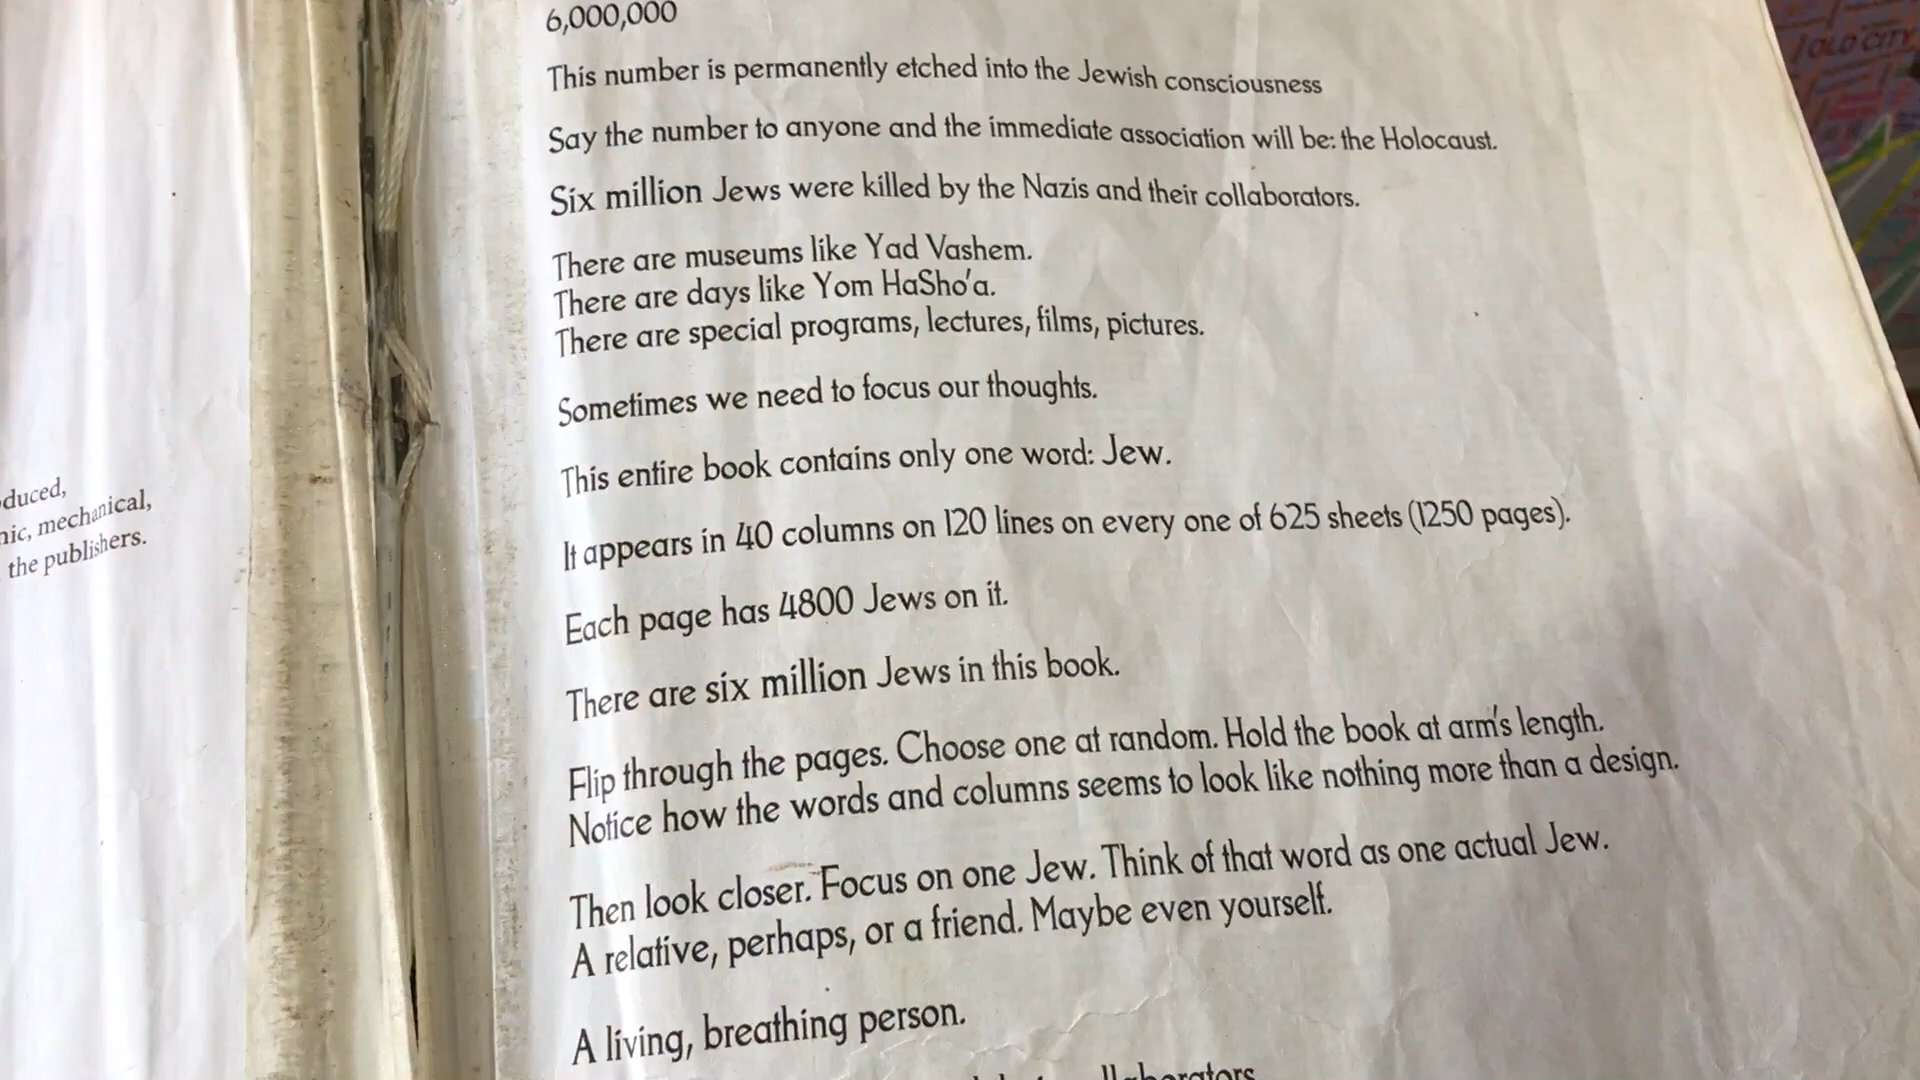 duced,
nic, mechanical,
the publishers.
6,000,000
This number is permanently etched into the Jewish consciousness
Say the number to anyone and the immediate association will be: the Holocaust.
Six million Jews were killed by the Nazis and their collaborators.
There are museums like Yad Vashem.
There are days like Yom HaSho'a.
There are special programs, lectures, films, pictures.
Sometimes we need to focus our thoughts.
This entire book contains only one word: Jew.
It appears in 40 columns on 120 lines on every one of 625 sheets (1250 pages).
Each page has 4800 Jews on it.
There are six million Jews in this book.
Flip through the pages. Choose one at random. Hold the book at arm's length.
Notice how the words and columns seems to look like nothing more than a design.
Then look closer. Focus on one Jew. Think of that word as one actual Jew.
A relative, perhaps, or a friend. Maybe even yourself.
A living, breathing person.
OLD CITY